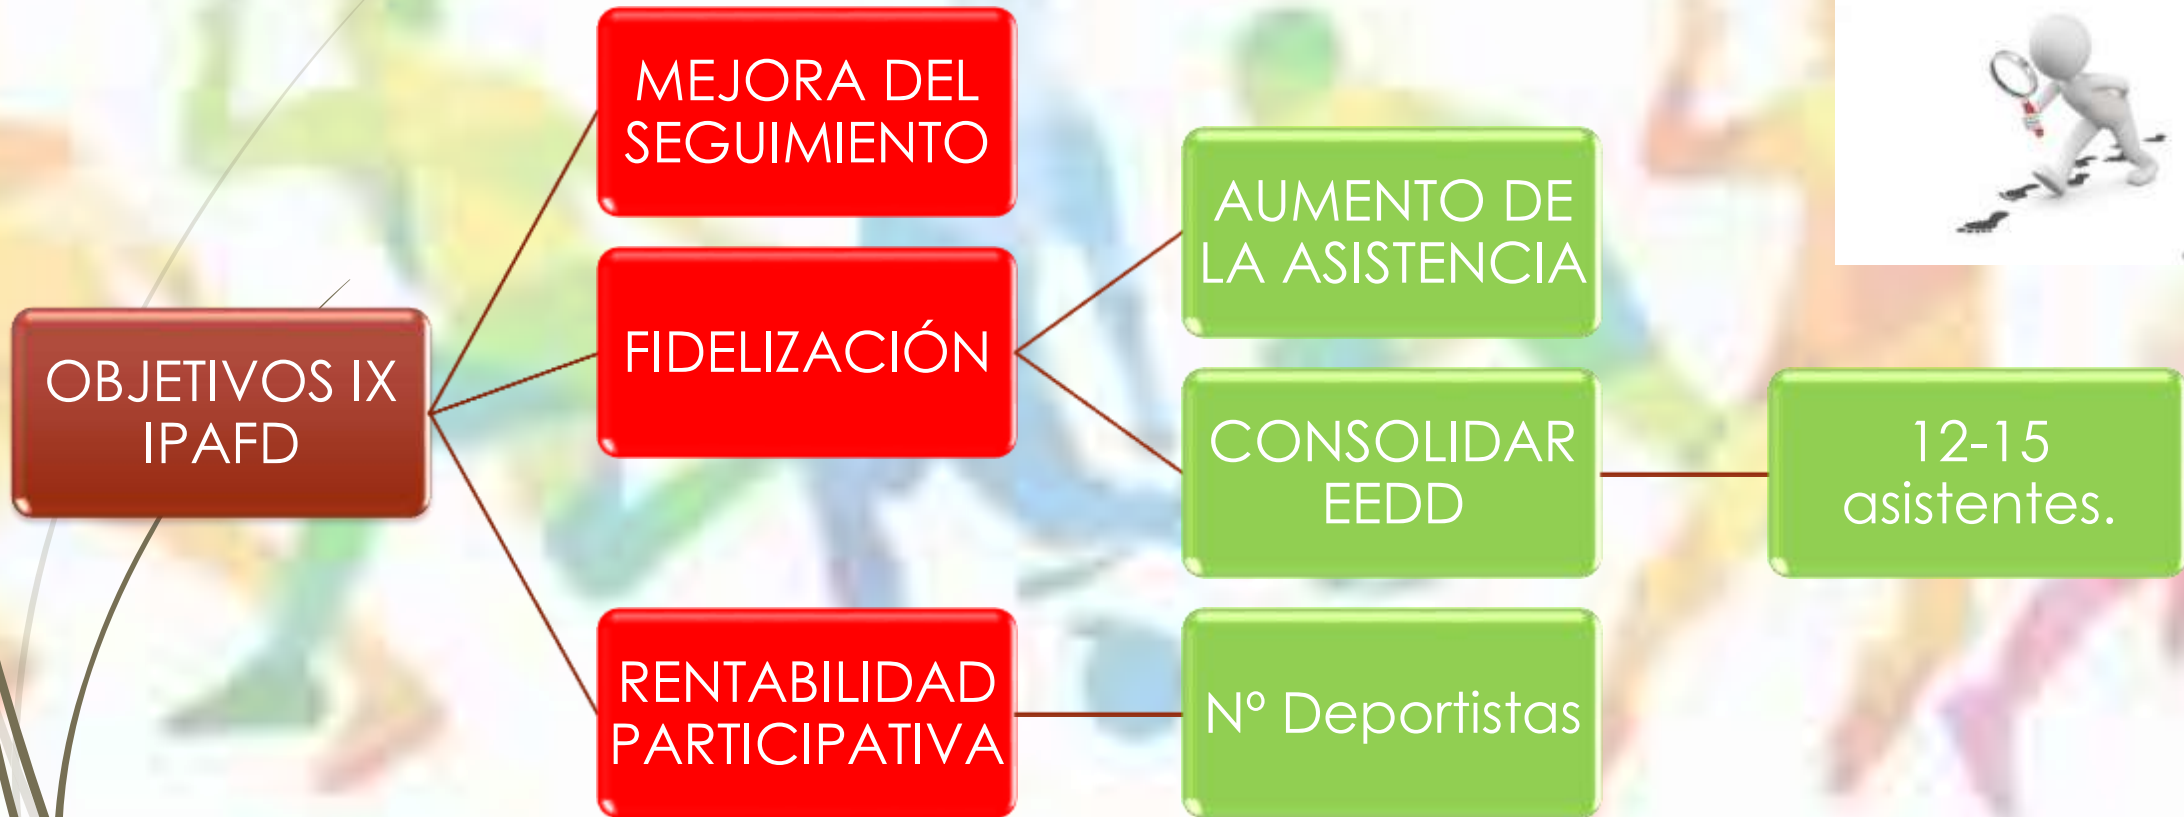 OBJETIVOS IX
IPAFD
MEJORA DEL
SEGUIMIENTO
FIDELIZACIÓN
AUMENTO DE
LA ASISTENCIA
CONSOLIDAR
EEDD
12-15
asistentes.
RENTABILIDAD
PARTICIPATIVA
Nº Deportistas